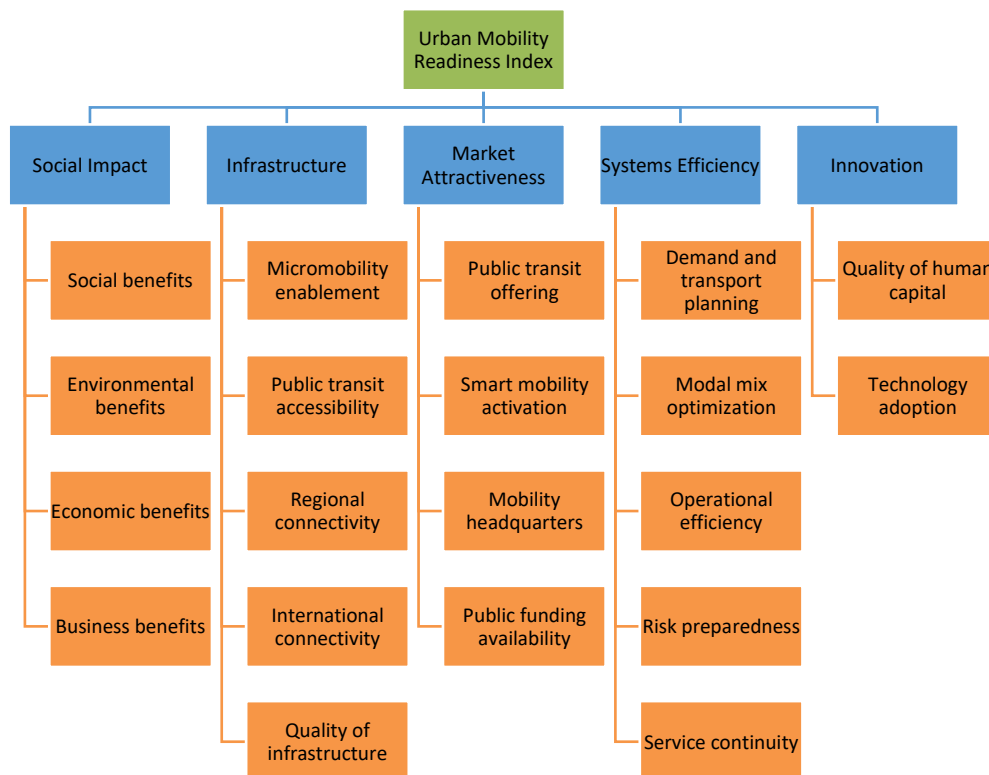 Urban Mobility
Readiness Index
Social Impact
Infrastructure
Market
Attractiveness
Systems Efficiency
Innovation
Social benefits
Micromobility
enablement
Public transit
offering
Demand and
transport
planning
Quality of human
capital
Environmental
benefits
Public transit
accessibility
Smart mobility
activation
Modal mix
optimization
Technology
adoption
Economic benefits
Regional
connectivity
Mobility
headquarters
Operational
efficiency
Business benefits
International
connectivity
Public funding
availability
Risk preparedness
Quality of
infrastructure
Service continuity